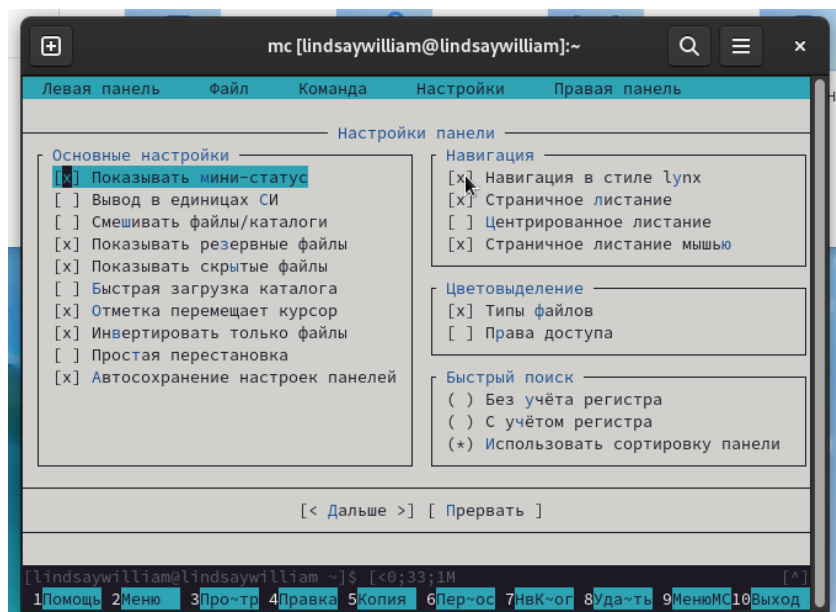 mc [lindsaywilliam@lindsaywilliam]:~
Левая панель Файл Команда Настройки Правая панель
Настройки панели
Основные настройки
[x] Показывать мини-статус
[ ] Вывод в единицах СИ
[ ] Смешивать файлы/каталоги
[x] Показывать резервные файлы
[x] Показывать скрытые файлы
[ ] Быстрая загрузка каталога
[x] Отметка перемещает курсор
[x] Инвертировать только файлы
[ ] Простая перестановка
[x] Автосохранение настроек панелей
Навигация
[x] Навигация в стиле lynx
[x] Страничное листание
[ ] Центрированное листание
[x] Страничное листание мышью
Цветовыделение
[x] Типы файлов
[ ] Права доступа
Быстрый поиск
( ) Без учёта регистра
( ) С учётом регистра
(*) Использовать сортировку панели
[< Дальше >] [ Прервать ]
[lindsaywilliam@lindsaywilliam ~]$ [<0;33;1M [^]
1Помощь 2Меню 3Про~тр 4Правка 5Копия 6Пер~ос 7НвК~ог 8Уда~ть 9МенюMC10Выход